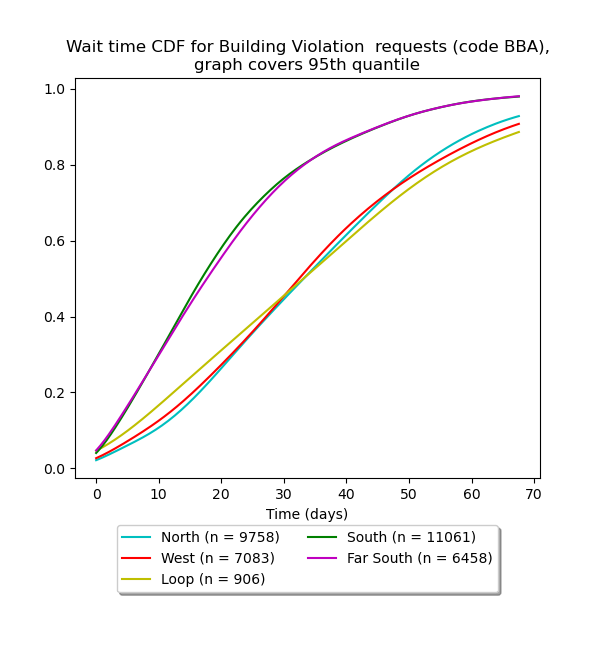 Wait time CDF for Building Violation  requests (code BBA),
graph covers 95th quantile
1.0
0.8
0.6
0.4
0.2
0.0
0 10 20 30 40 50 60 70
Time (days)
North (n = 9758) South (n = 11061)
West (n = 7083) Far South (n = 6458)
Loop (n = 906)